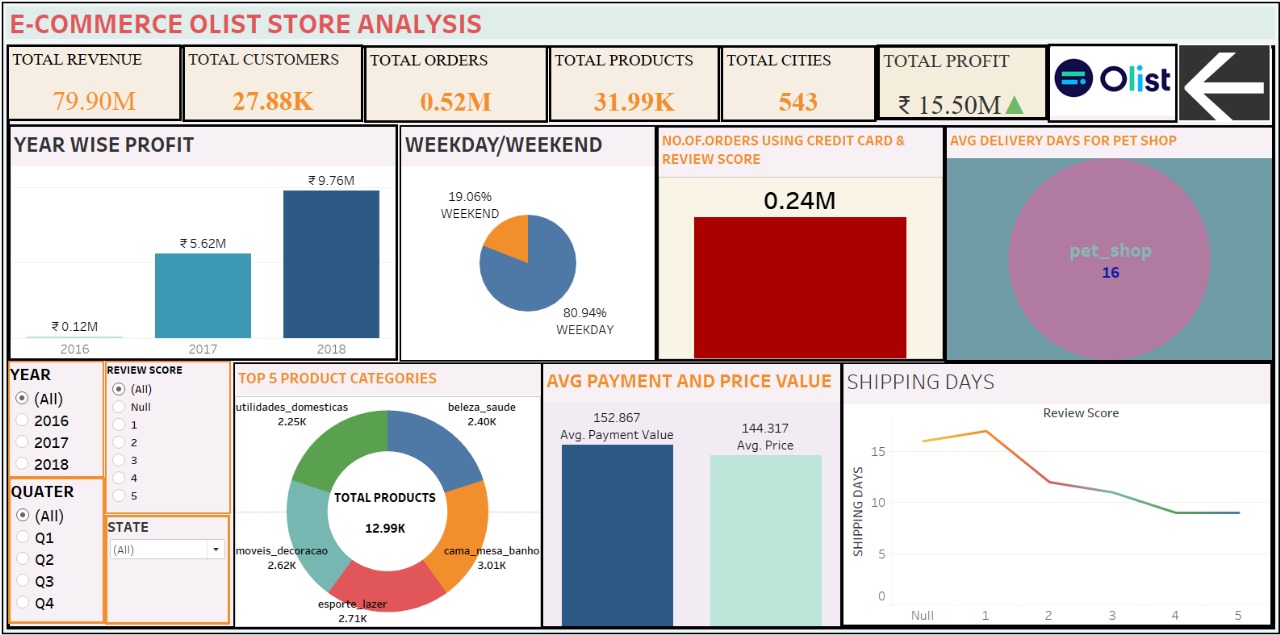 E-COMMERCE OLIST STORE ANALYSIS
TOTAL REVENUE
79.90M
TOTAL CUSTOMERS
27.88K
TOTAL ORDERS
0.52M
TOTAL PRODUCTS
31.99K
TOTAL CITIES
543
TOTAL PROFIT
₹ 15.50M
Olist
YEAR WISE PROFIT
₹ 9.76M
₹ 5.62M
₹ 0.12M
2016
2017
2018
WEEKDAY/WEEKEND
19.06%
WEEKEND
80.94%
WEEKDAY
NO.OF.ORDERS USING CREDIT CARD &
REVIEW SCORE
0.24M
AVG DELIVERY DAYS FOR PET SHOP
pet_shop
16
YEAR
(All)
2016
2017
2018
QUATER
(All)
Q1
Q2
Q3
Q4
REVIEW SCORE
(All)
Null
1
2
3
4
5
STATE
(All)
TOP 5 PRODUCT CATEGORIES
utilidades_domesticas
2.25K
beleza_saude
2.40K
TOTAL PRODUCTS
12.99K
moveis_decoracao
2.62K
cama_mesa_banho
3.01K
esporte_lazer
2.71K
AVG PAYMENT AND PRICE VALUE
152.867
Avg. Payment Value
144.317
Avg. Price
SHIPPING DAYS
Review Score
SHIPPING DAYS
15
10
5
0
Null
1
2
3
4
5